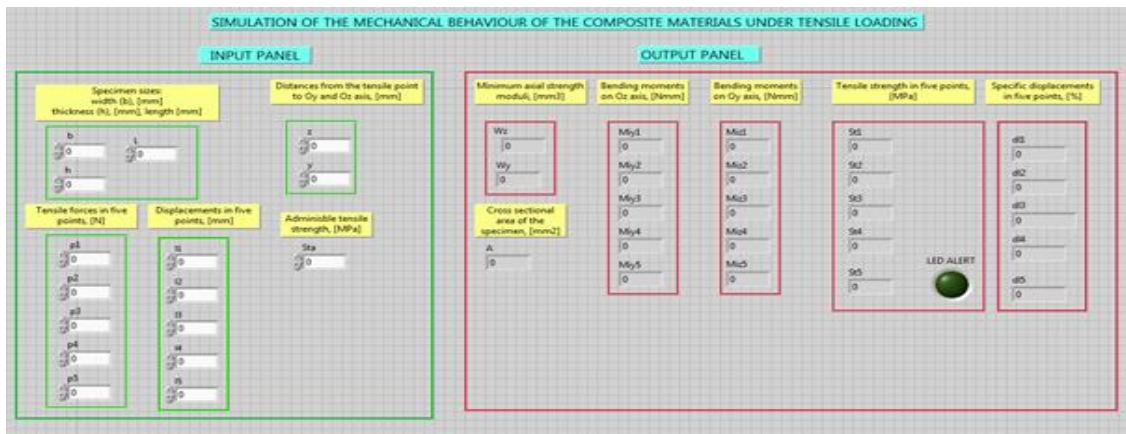 SIMULATION OF THE MECHANICAL BEHAVIOUR OF THE COMPOSITE MATERIALS UNDER TENSILE LOADING
INPUT PANEL
Specimen sizes:
width (b), [mm]
thickness (h), [mm], length [mm]
b
0
L
0
h
0
Distances from the tensile point
to Oy and Oz axis, [mm]
z
0
y
0
Tensile forces in five
points, [N]
p1
0
p2
0
p3
0
p4
0
p5
0
Displacements in five
points, [mm]
l1
0
l2
0
l3
0
l4
0
l5
0
Adminisible tensile
strength, [MPa]
Sta
0
OUTPUT PANEL
Minimum axial strength
moduli, [mm3]
Wz
0
Wy
0
Cross sectional
area of the
specimen, [mm2]
A
0
Bending moments
on Oz axis, [Nmm]
Miy1
0
Miy2
0
Miy3
0
Miy4
0
Miy5
0
Bending moments
on Oy axis, [Nmm]
Miz1
0
Miz2
0
Miz3
0
Miz4
0
Miz5
0
Tensile strength in five points,
[MPa]
St1
0
St2
0
St3
0
St4
0
St5
0
LED ALERT
Specific displacements
in five points, [%]
dl1
0
dl2
0
dl3
0
dl4
0
dl5
0